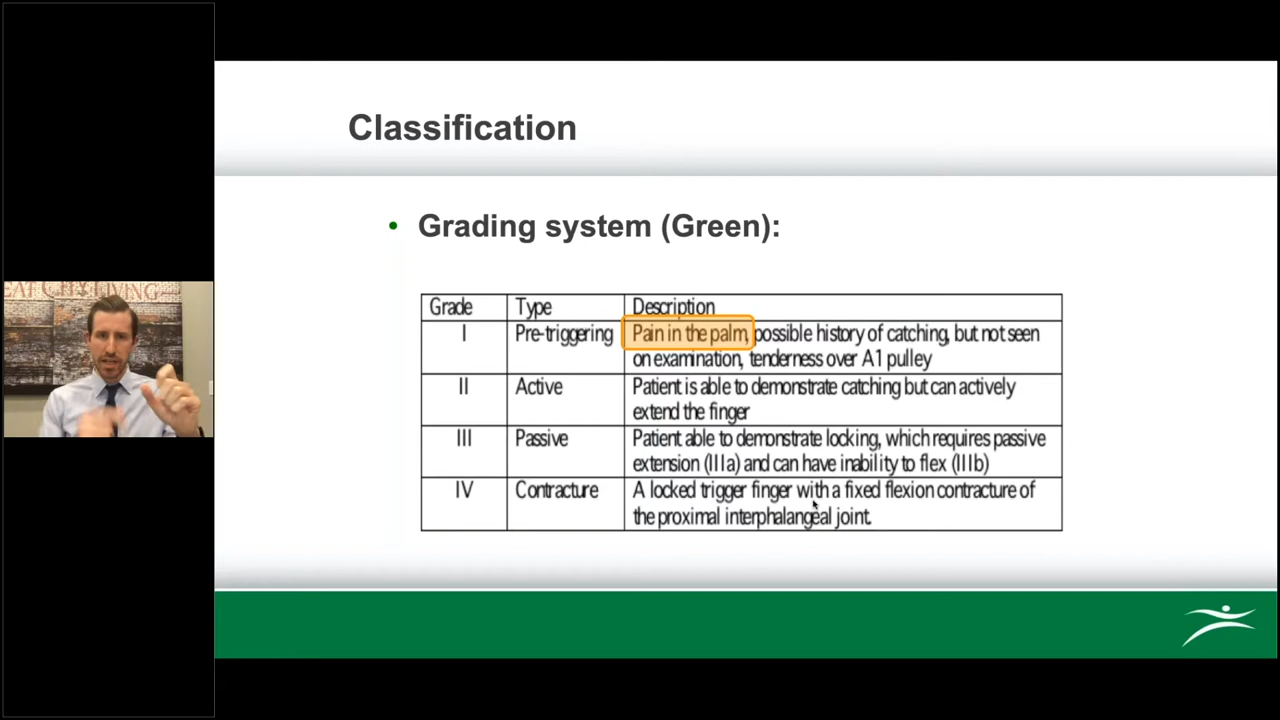 Classification
• Grading system (Green):
Grade Type Description
I Pre-triggering Pain in the palm, possible history of catching, but not seen
on examination, tenderness over A1 pulley
II Active Patient is able to demonstrate catching but can actively
extend the finger
III Passive Patient able to demonstrate locking, which requires passive
extension (IIIa) and can have inability to flex (IIIb)
IV Contracture A locked trigger finger with a fixed flexion contracture of
the proximal interphalangeal joint.